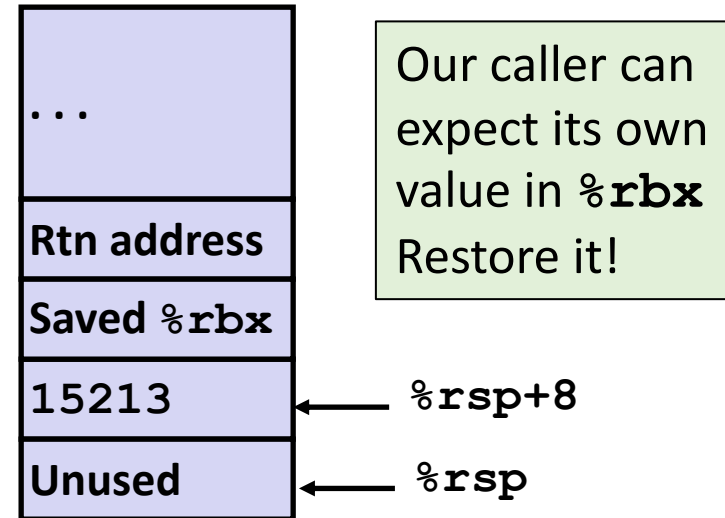 ...
Rtn address
Saved %rbx
15213
Unused
%rsp+8
%rsp
Our caller can
expect its own
value in %rbx
Restore it!